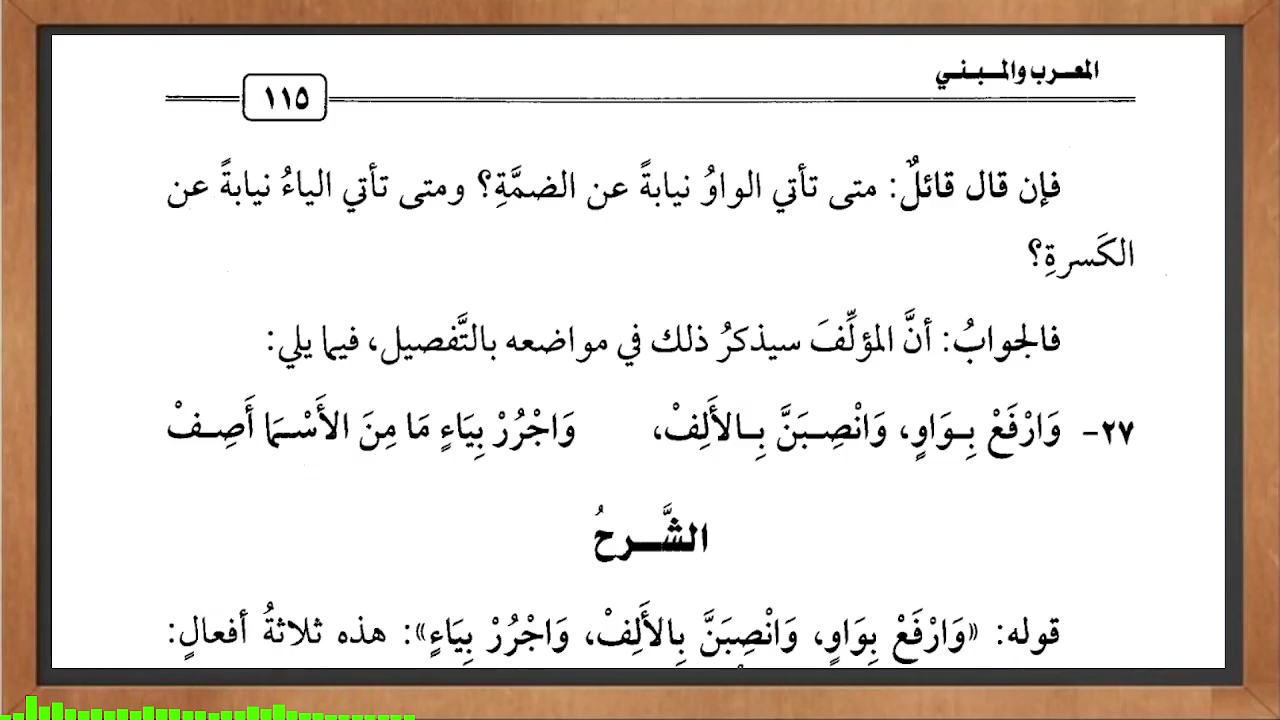 المعرب والمبني
١١٥
فإن قال قائلٌ: متى تأتي الواوُ نيابةً عن الضمَّةِ؟ ومتى تأتي الياءُ نيابةً عن
الكَسرةِ؟
فالجوابُ: أنَّ المؤلِّفَ سيذكرُ ذلك في مواضعه بالتَّفصيل، فيما يلي:
٢٧- وَارْفَعْ بِوَاوٍ، وَانْصِبَنَّ بِالأَلِفْ، وَاجْرُرْ بِيَاءٍ مَا مِنَ الأَسْمَا أَصِفْ
الشَّرحُ
قوله: «وَارْفَعْ بِوَاوٍ، وَانْصِبَنَّ بِالأَلِفْ، وَاجْرُرْ بِيَاءٍ»: هذه ثلاثةُ أفعالٍ: